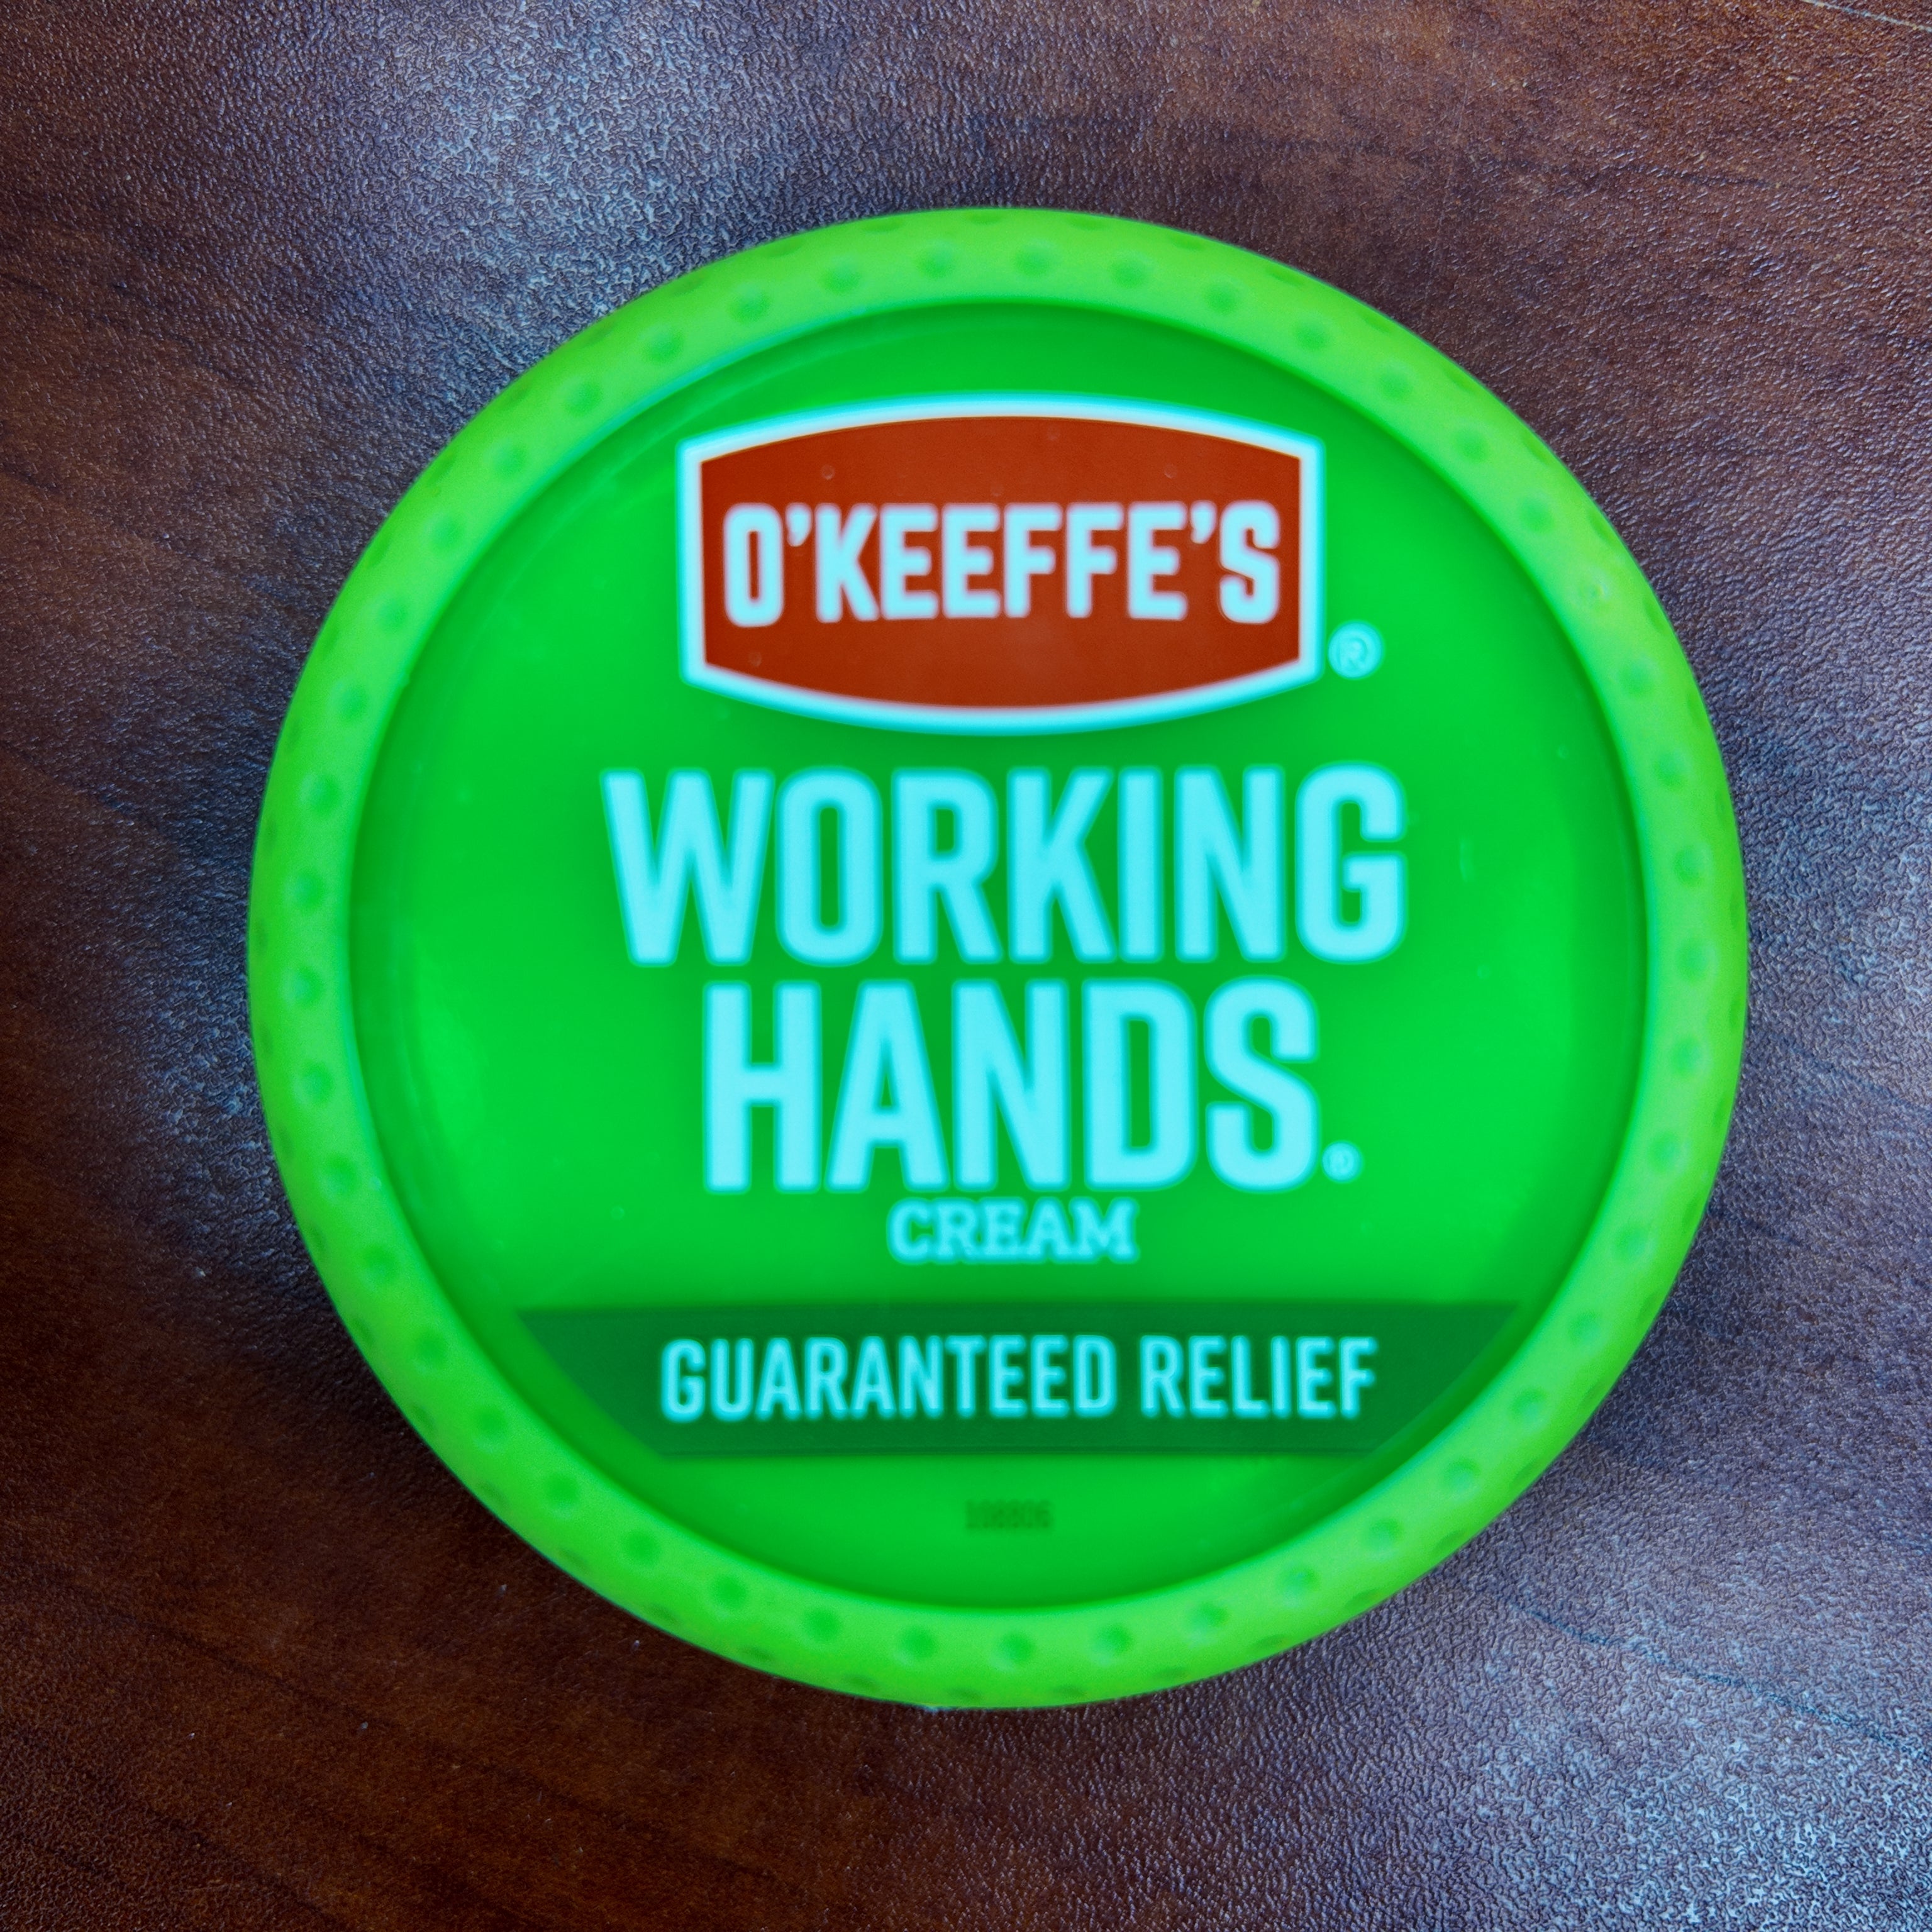 O'KEEFFE'S®
WORKING
HANDS®
CREAM
GUARANTEED RELIEF